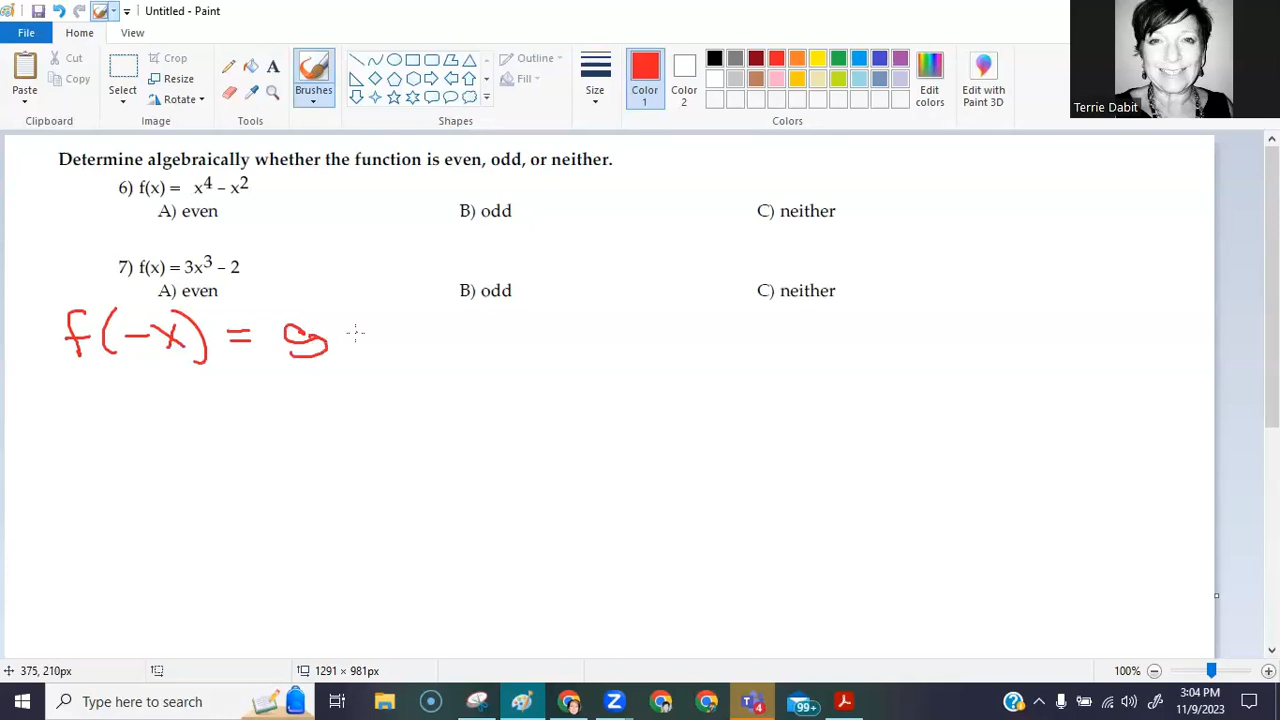 Untitled - Paint
File Home View
Paste
Cut
Copy
Clipboard
Select
Crop
Resize
Rotate
Image
Tools
Brushes
Shapes
Outline
Fill
Size
Color 1
Color 2
Colors
Edit colors
Edit with Paint 3D
Terrie Dabit
Determine algebraically whether the function is even, odd, or neither.
6) f(x) = x⁴ – x²
A) even B) odd C) neither
7) f(x) = 3x³ – 2
A) even B) odd C) neither
f(-x) =
375, 210px 1291 × 981px 100%
Type here to search
4
99+
3:04 PM
11/9/2023